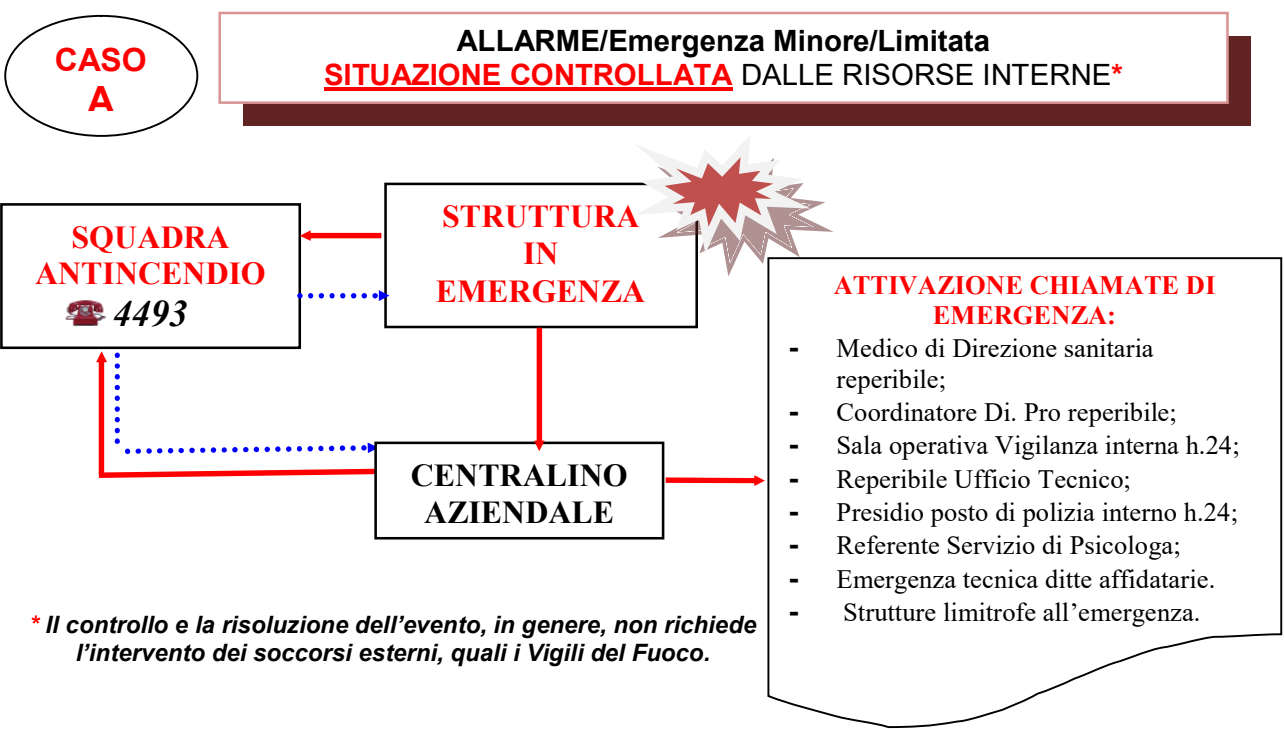 CASO
A
ALLARME/Emergenza Minore/Limitata
SITUAZIONE CONTROLLATA DALLE RISORSE INTERNE*
STRUTTURA
IN
EMERGENZA
SQUADRA
ANTINCENDIO
☎ 4493
CENTRALINO
AZIENDALE
ATTIVAZIONE CHIAMATE DI
EMERGENZA:
- Medico di Direzione sanitaria
reperibile;
- Coordinatore Di. Pro reperibile;
- Sala operativa Vigilanza interna h.24;
- Reperibile Ufficio Tecnico;
- Presidio posto di polizia interno h.24;
- Referente Servizio di Psicologa;
- Emergenza tecnica ditte affidatarie.
- Strutture limitrofe all’emergenza.
* Il controllo e la risoluzione dell’evento, in genere, non richiede
l’intervento dei soccorsi esterni, quali i Vigili del Fuoco.